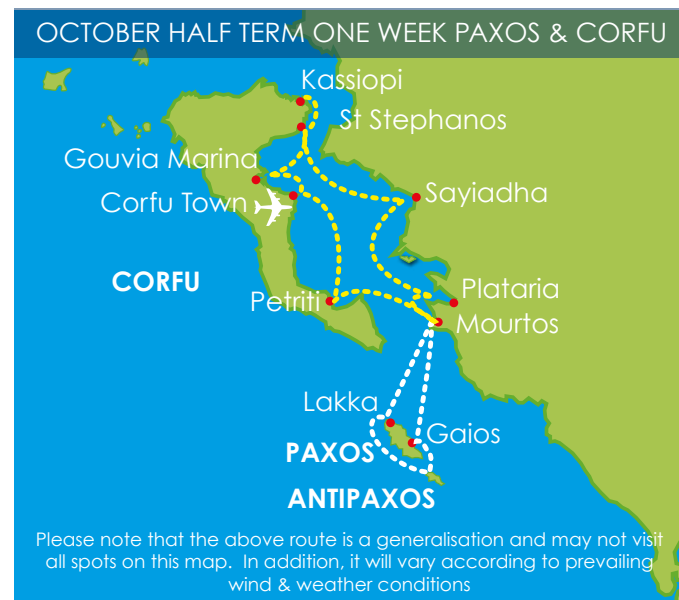 OCTOBER HALF TERM ONE WEEK PAXOS & CORFU
Kassiopi
St Stephanos
Gouvia Marina
Corfu Town
Sayiadha
CORFU
Petriti
Plataria
Mourtos
Lakka
Gaios
PAXOS
ANTIPAXOS
Please note that the above route is a generalisation and may not visit
all spots on this map. In addition, it will vary according to prevailing
wind & weather conditions